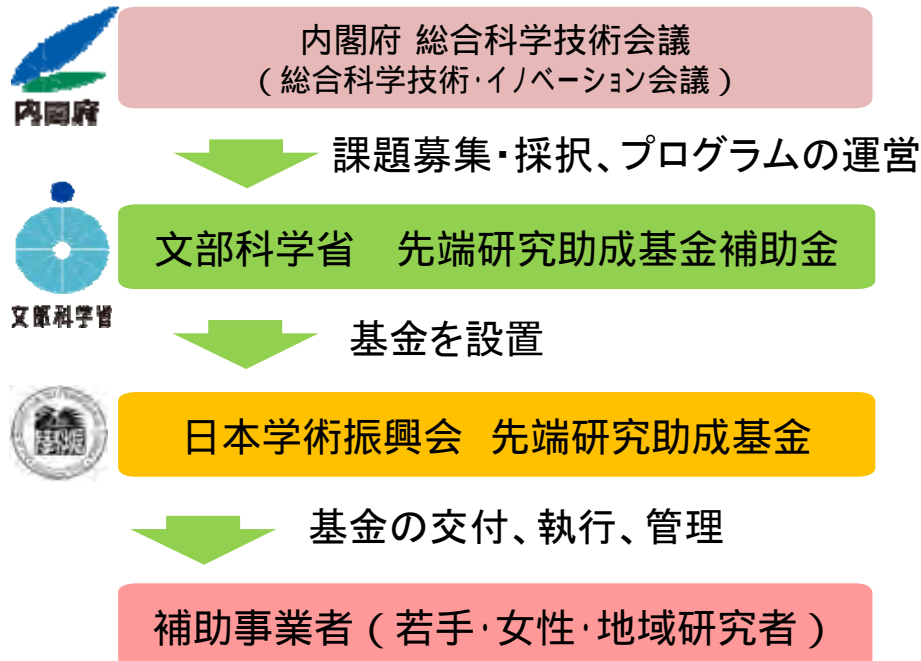 内閣府 総合科学技術会議
(総合科学技術・イノベーション会議)
内閣府
課題募集・採択、プログラムの運営
文部科学省　先端研究助成基金補助金
文部科学省
基金を設置
日本学術振興会　先端研究助成基金
基金の交付、執行、管理
補助事業者(若手・女性・地域研究者)